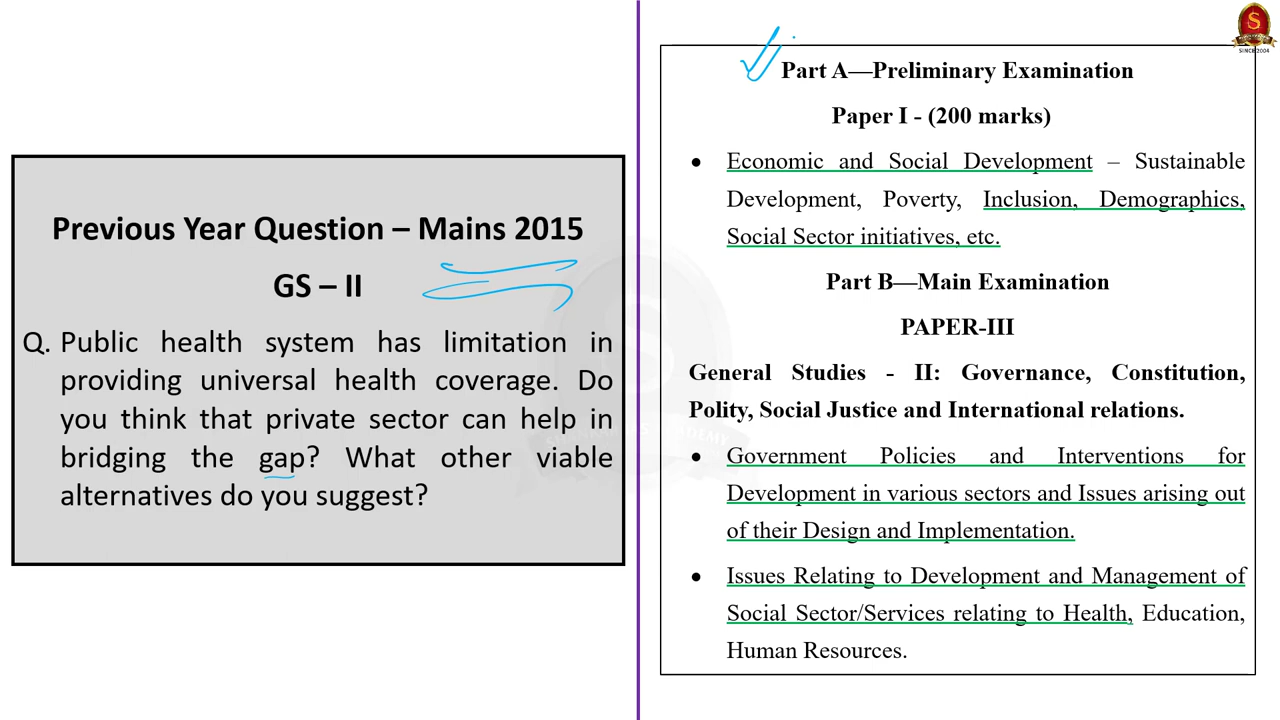 Previous Year Question – Mains 2015
GS – II
Q. Public health system has limitation in
providing universal health coverage. Do
you think that private sector can help in
bridging the gap? What other viable
alternatives do you suggest?
S
SINCE 2004
Part A—Preliminary Examination
Paper I - (200 marks)
• Economic and Social Development – Sustainable
Development, Poverty, Inclusion, Demographics,
Social Sector initiatives, etc.
Part B—Main Examination
PAPER-III
General Studies - II: Governance, Constitution,
Polity, Social Justice and International relations.
• Government Policies and Interventions for
Development in various sectors and Issues arising out
of their Design and Implementation.
• Issues Relating to Development and Management of
Social Sector/Services relating to Health, Education,
Human Resources.